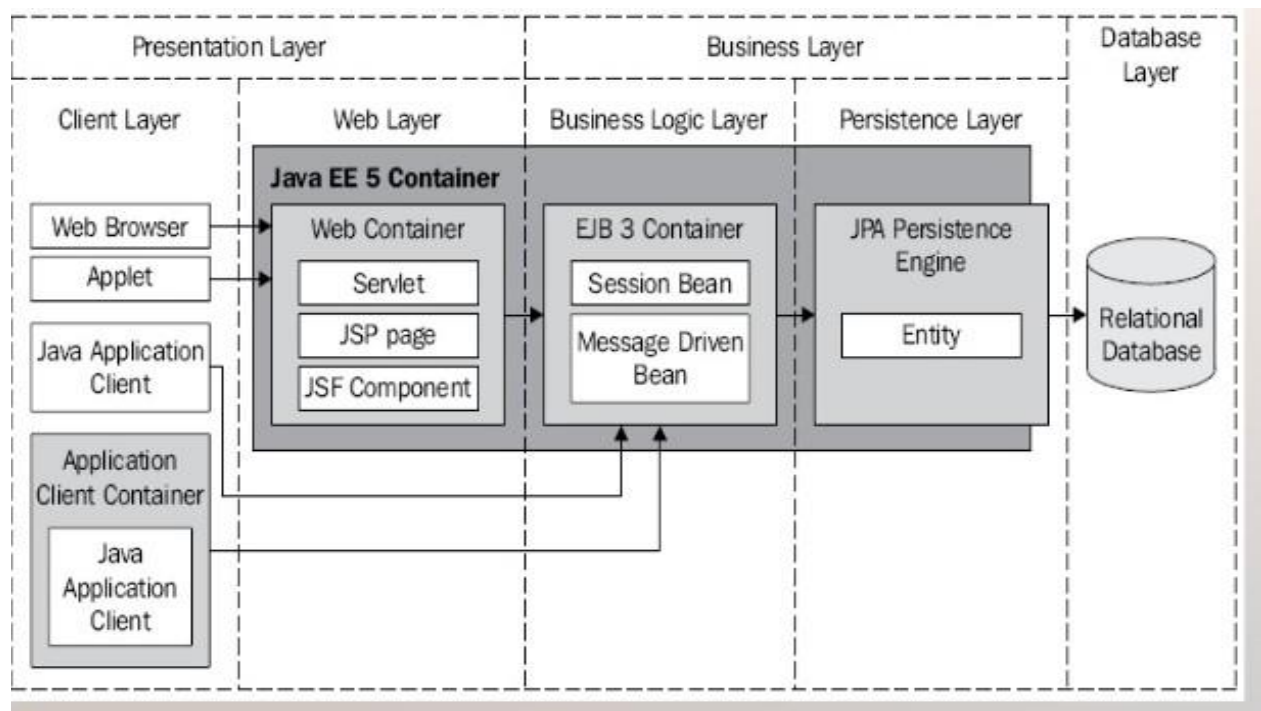 Presentation Layer
Business Layer
Database
Layer
Client Layer
Web Layer
Business Logic Layer
Persistence Layer
Java EE 5 Container
Web Browser
Applet
Java Application
Client
Application
Client Container
Java
Application
Client
Web Container
Servlet
JSP page
JSF Component
EJB 3 Container
Session Bean
Message Driven
Bean
JPA Persistence
Engine
Entity
Relational
Database